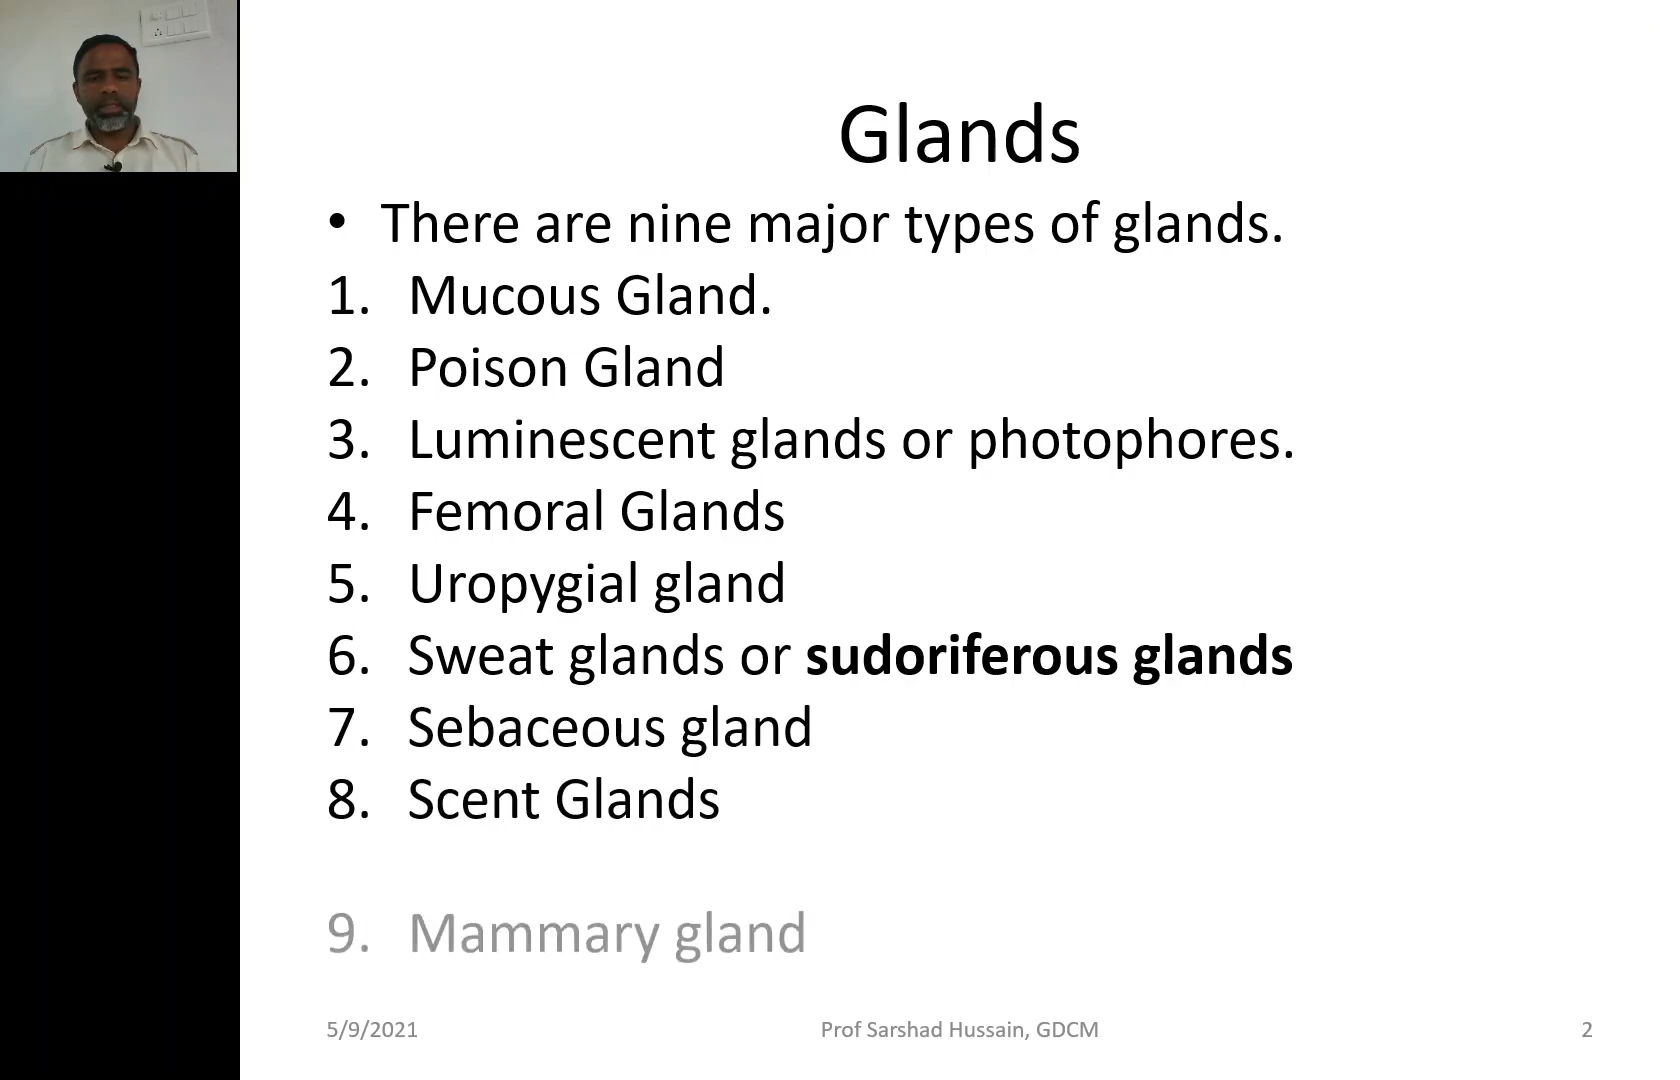 Glands
• There are nine major types of glands.
1. Mucous Gland.
2. Poison Gland
3. Luminescent glands or photophores.
4. Femoral Glands
5. Uropygial gland
6. Sweat glands or sudoriferous glands
7. Sebaceous gland
8. Scent Glands
9. Mammary gland
5/9/2021 Prof Sarshad Hussain, GDCM 2